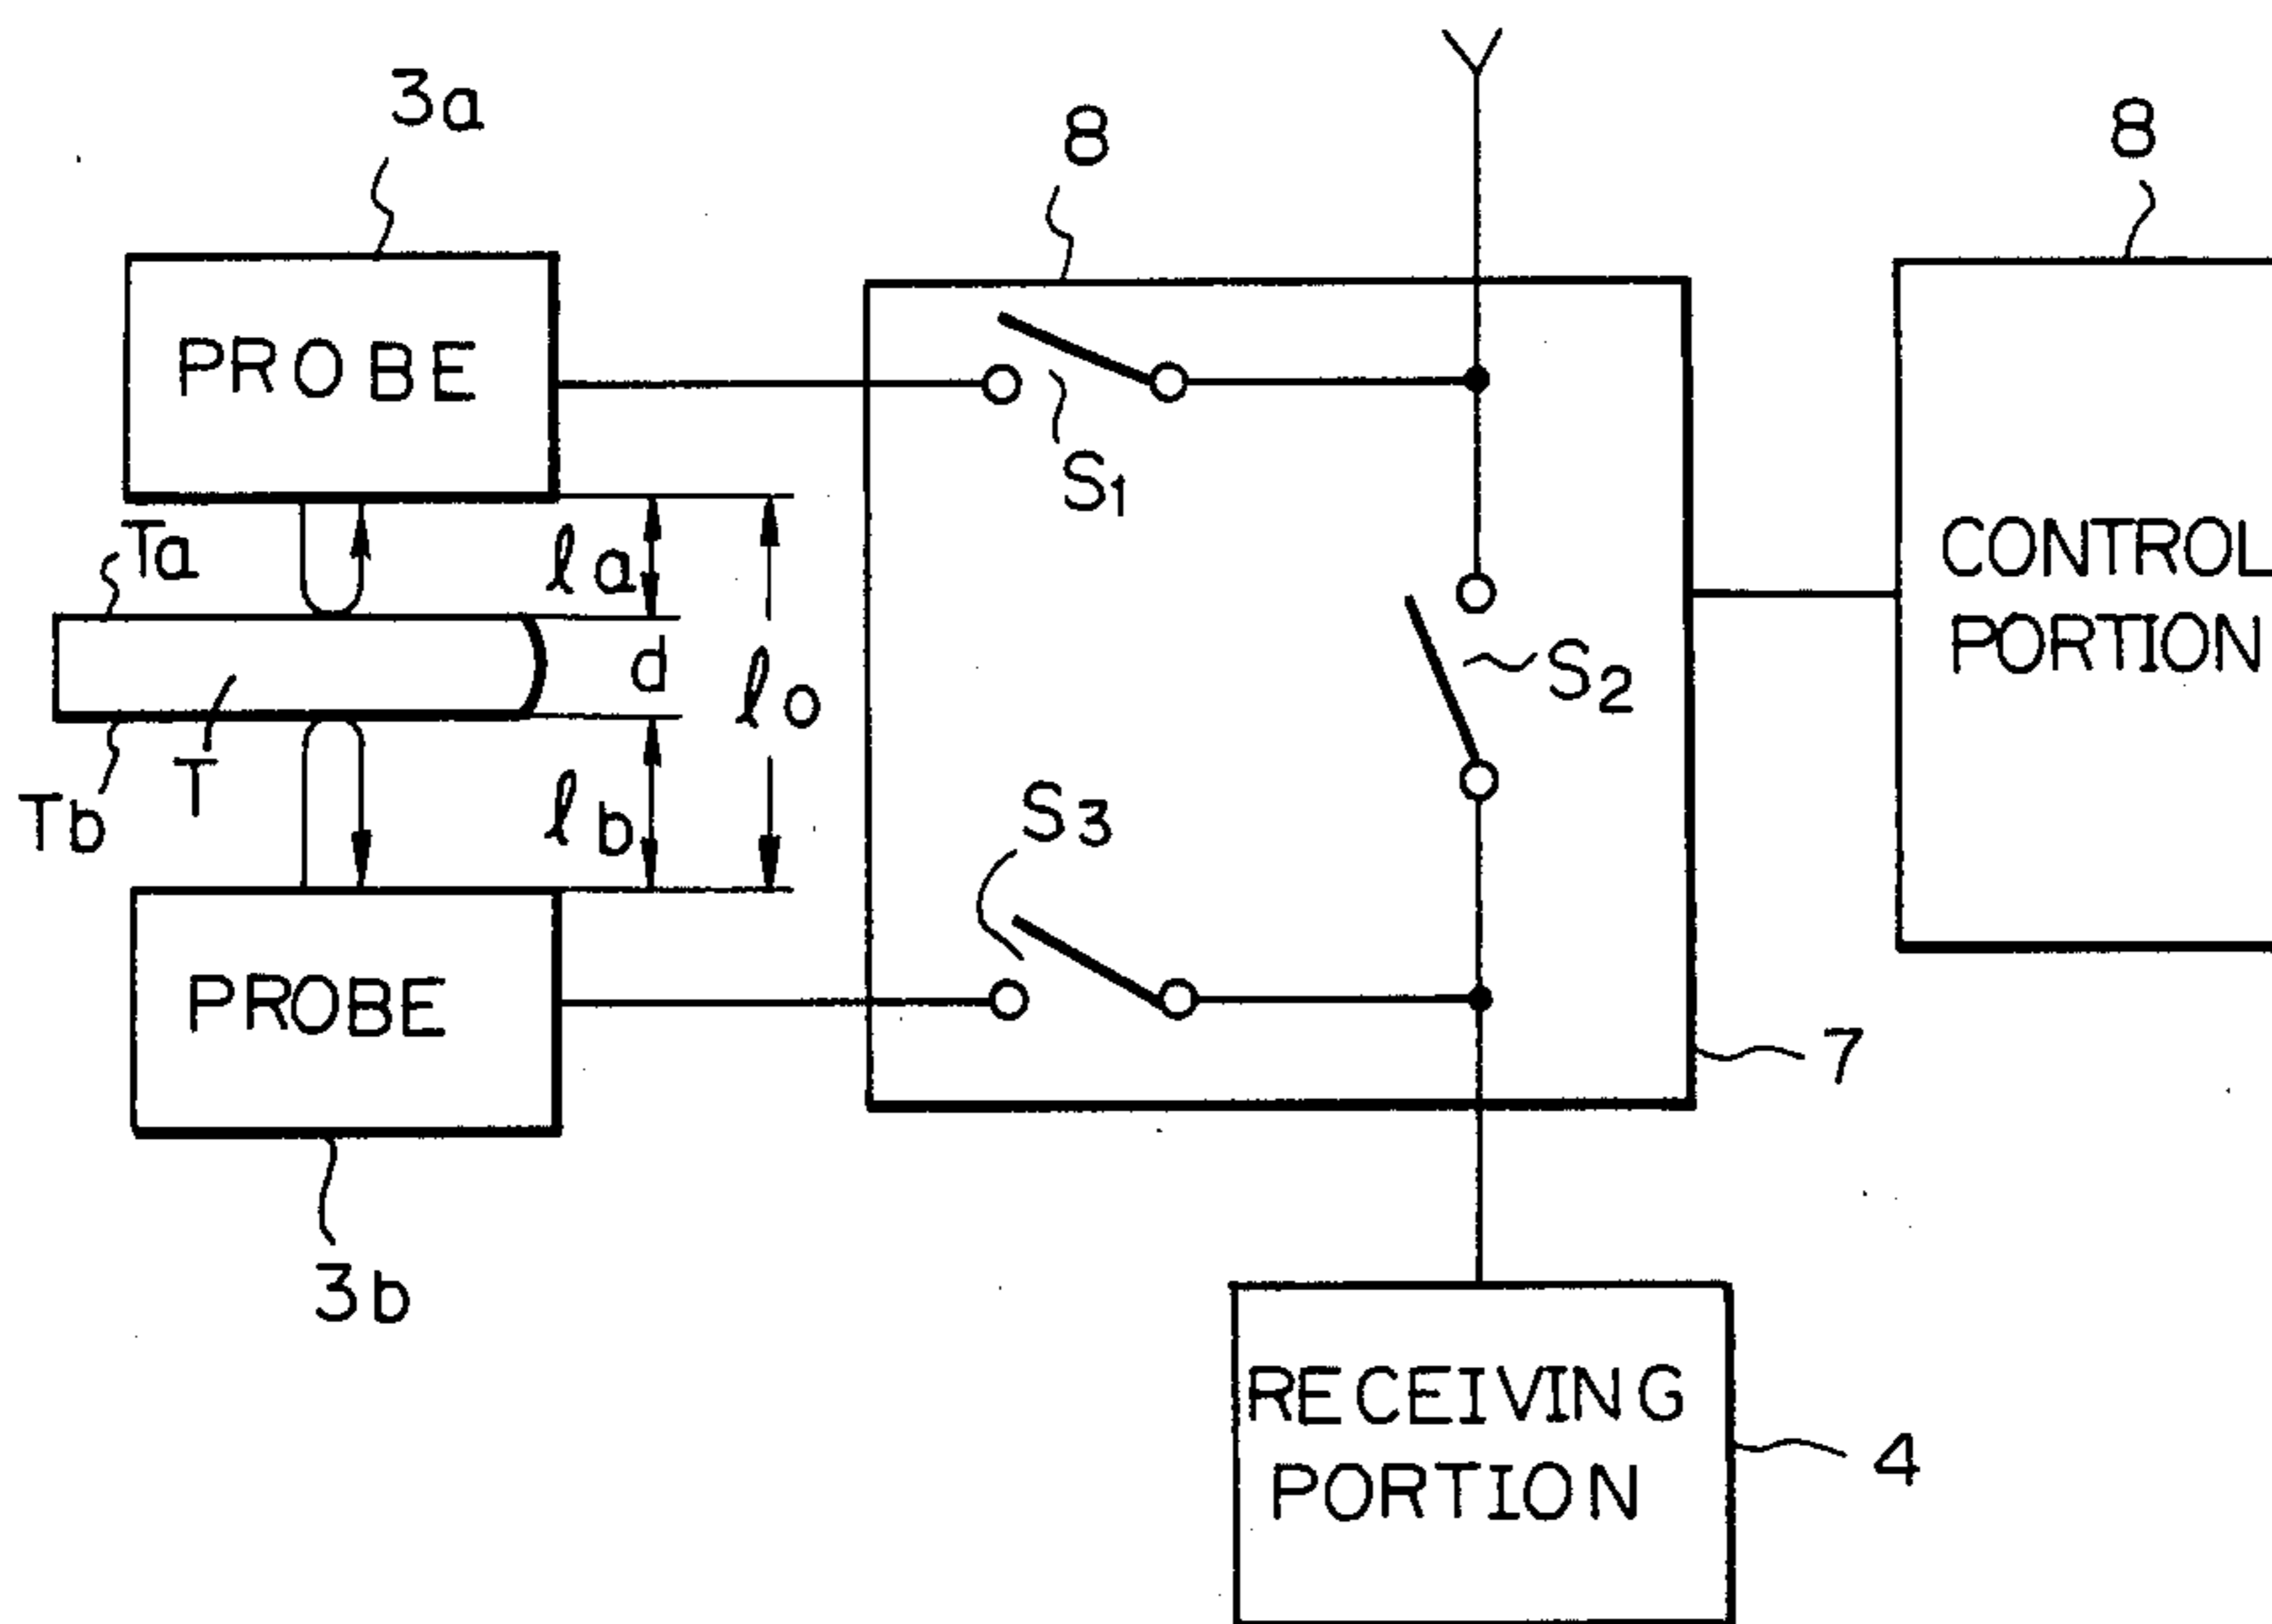 3a
8
8
PROBE
S1
Ta
la
CONTROL
PORTION
d
lo
S2
T
Tb
lb
S3
PROBE
7
3b
RECEIVING
PORTION
4